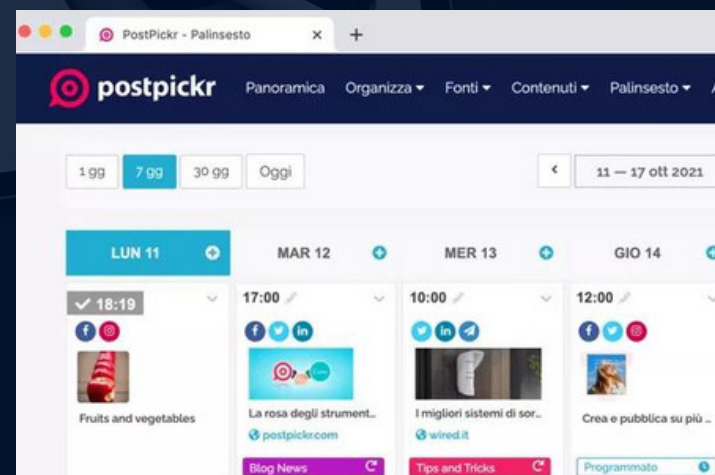 PostPickr - Palinsesto
postpickr
Panoramica Organizza Fonti Contenuti Palinsesto
1 gg 7 gg 30 gg Oggi 11 — 17 ott 2021
LUN 11 MAR 12 MER 13 GIO 14
18:19 17:00 10:00 12:00
Fruits and vegetables La rosa degli strument... I migliori sistemi di sor... Crea e pubblica su più ...
postpickr.com wired.it
Blog News Tips and Tricks Programmato